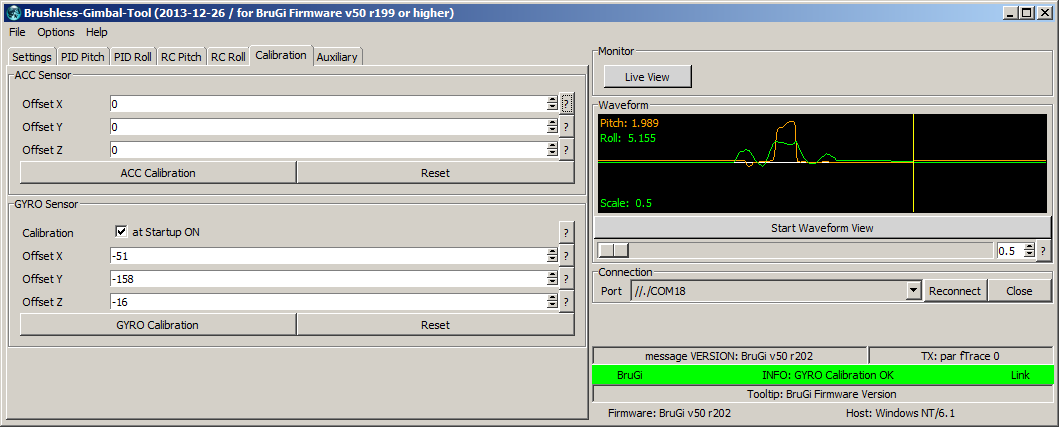 Brushless-Gimbal-Tool (2013-12-26 / for BruGi Firmware v50 r199 or higher)
File Options Help
Settings PID Pitch PID Roll RC Pitch RC Roll Calibration Auxiliary
ACC Sensor
Offset X 0 ?
Offset Y 0 ?
Offset Z 0 ?
ACC Calibration Reset
GYRO Sensor
Calibration at Startup ON ?
Offset X -51 ?
Offset Y -158 ?
Offset Z -16 ?
GYRO Calibration Reset
Monitor
Live View
Waveform
Pitch: 1.989
Roll: 5.155
Scale: 0.5
Start Waveform View
0.5 ?
Connection
Port //./COM18 Reconnect Close
message VERSION: BruGi v50 r202 TX: par fTrace 0
BruGi INFO: GYRO Calibration OK Link
Tooltip: BruGi Firmware Version
Firmware: BruGi v50 r202 Host: Windows NT/6.1